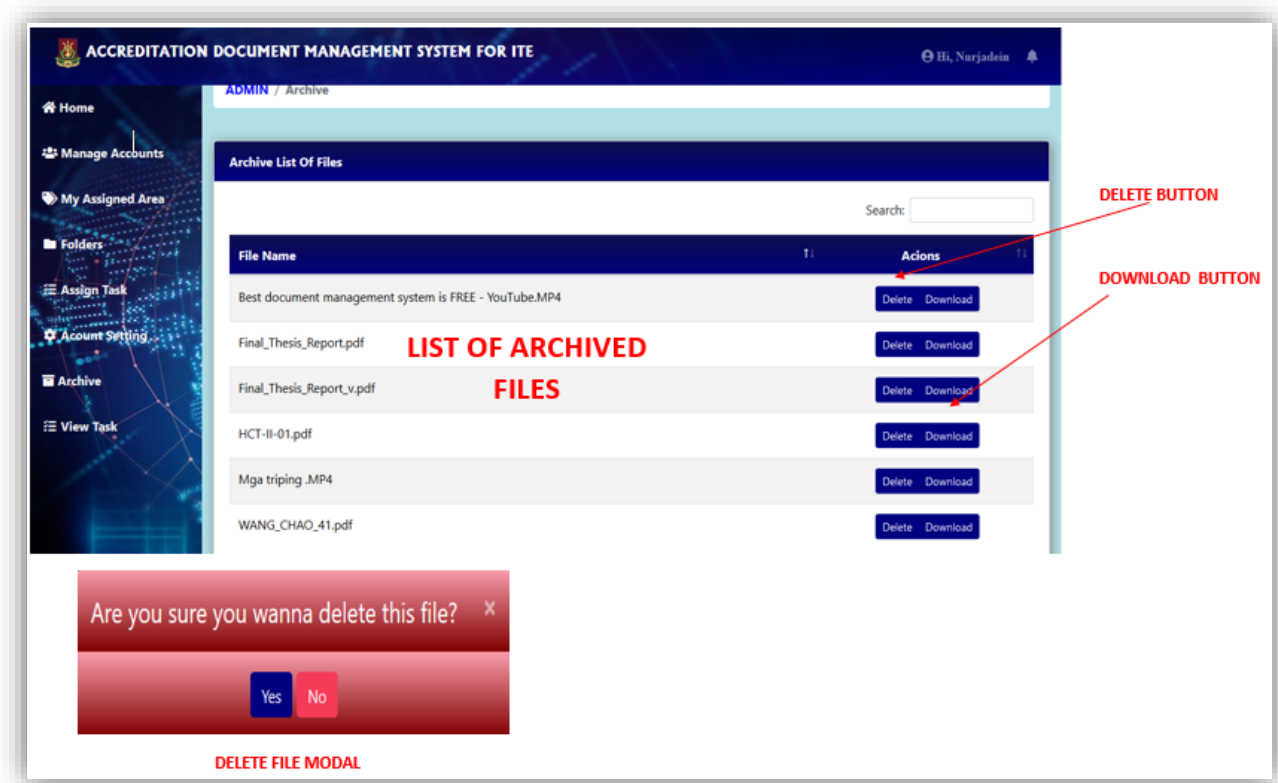 ACCREDITATION DOCUMENT MANAGEMENT SYSTEM FOR ITE
Hi, Nurjadein
ADMIN / Archive
Home
Manage Accounts
My Assigned Area
Folders
Assign Task
Acount Setting
Archive
View Task
Archive List Of Files
Search:
File Name Acions
Best document management system is FREE - YouTube.MP4 Delete Download
Final_Thesis_Report.pdf Delete Download
Final_Thesis_Report_v.pdf Delete Download
HCT-II-01.pdf Delete Download
Mga triping .MP4 Delete Download
WANG_CHAO_41.pdf Delete Download
LIST OF ARCHIVED
FILES
DELETE BUTTON
DOWNLOAD BUTTON
Are you sure you wanna delete this file? x
Yes No
DELETE FILE MODAL